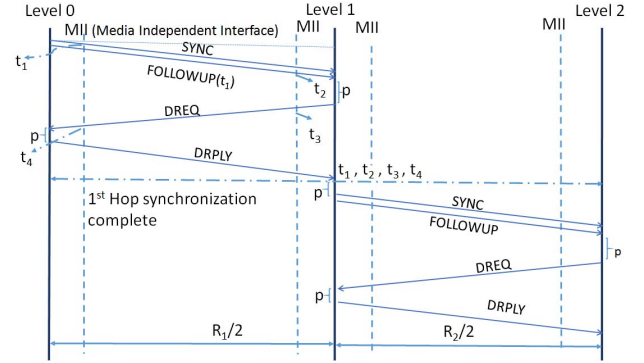 Level 0
Level 1
Level 2
MII (Media Independent Interface)
MII
MII
MII
SYNC
t1
FOLLOWUP(t1)
t2
p
DREQ
t3
p
t4
DRPLY
t1 , t2 , t3 , t4
p
1st Hop synchronization
complete
SYNC
FOLLOWUP
p
DREQ
p
DRPLY
R1/2
R2/2